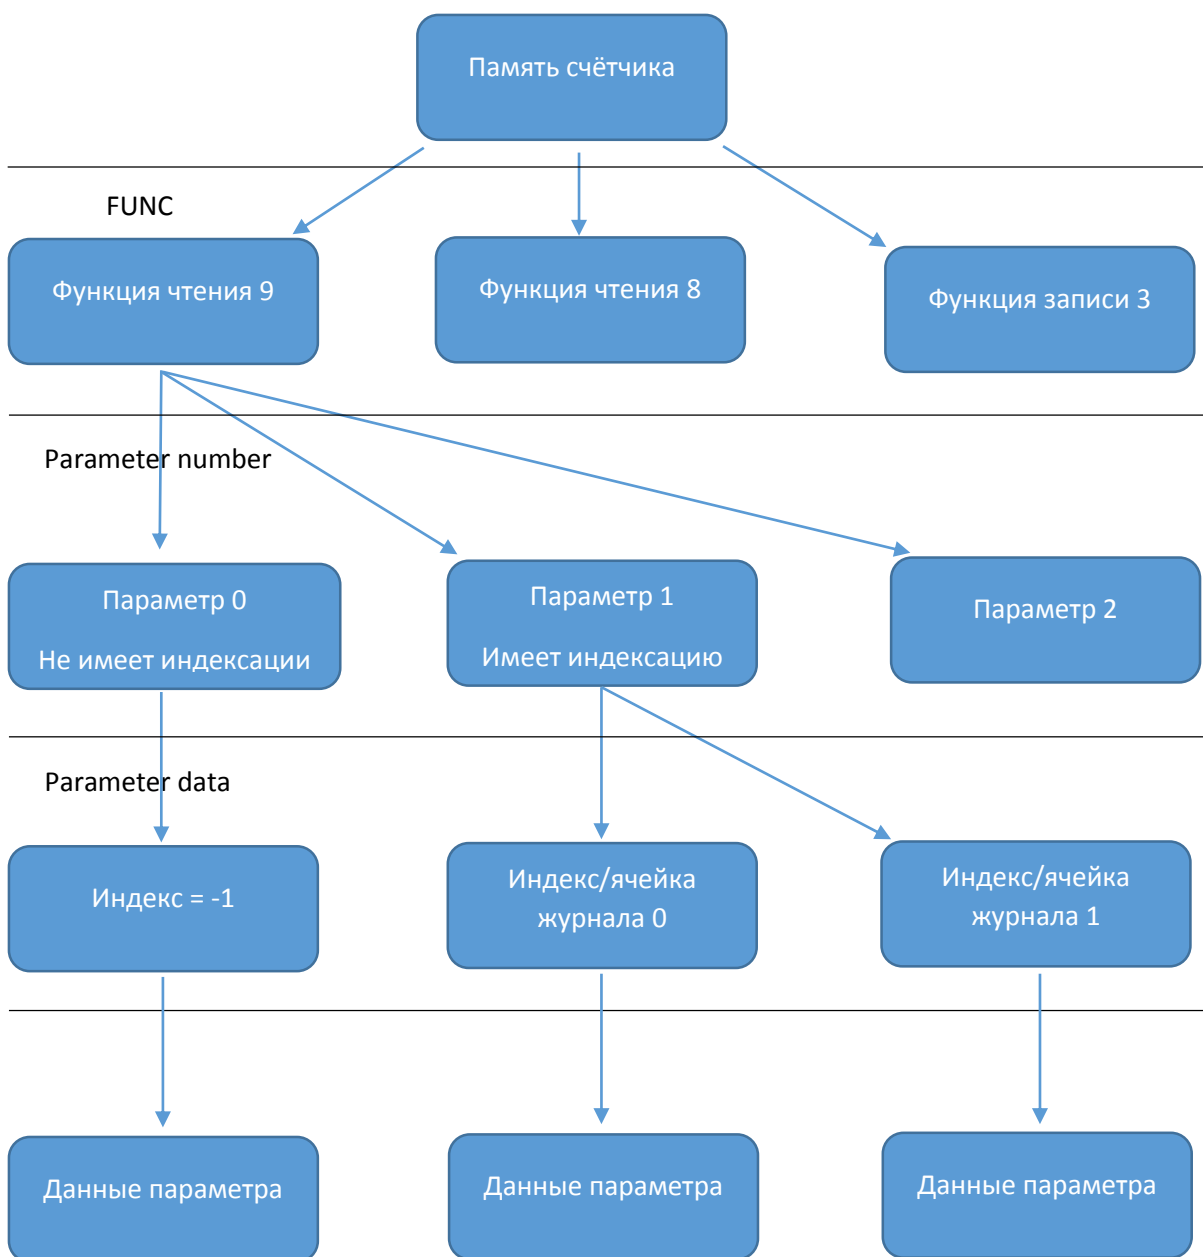 Память счётчика
FUNC
Функция чтения 9
Функция чтения 8
Функция записи 3
Parameter number
Параметр 0
Не имеет индексации
Параметр 1
Имеет индексацию
Параметр 2
Parameter data
Индекс = -1
Индекс/ячейка
журнала 0
Индекс/ячейка
журнала 1
Данные параметра
Данные параметра
Данные параметра